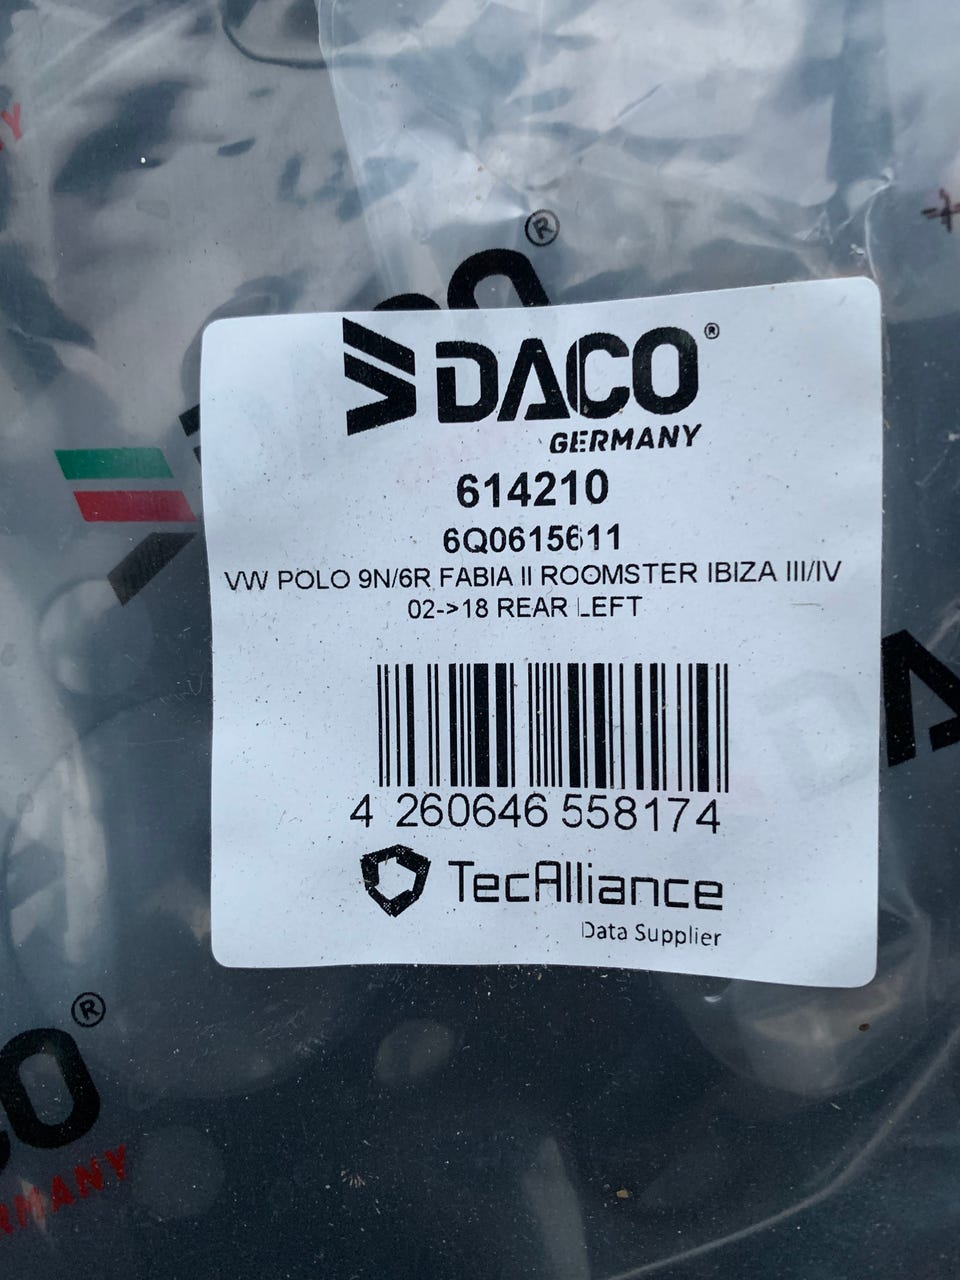 DACO®
GERMANY
614210
6Q0615611
VW POLO 9N/6R FABIA II ROOMSTER IBIZA III/IV
02->18 REAR LEFT
4 260646 558174
TecAlliance
Data Supplier